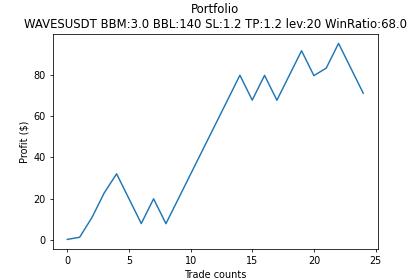 Portfolio
WAVESUSDT BBM:3.0 BBL:140 SL:1.2 TP:1.2 lev:20 WinRatio:68.0
80
60
40
20
0
Profit ($)
0 5 10 15 20 25
Trade counts